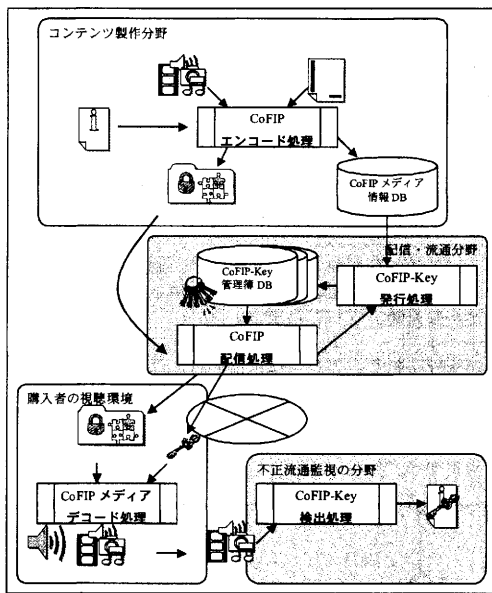 コンテンツ製作分野
CoFIP
エンコード処理
CoFIP メディア
情報 DB
配信・流通分野
CoFIP-Key
管理簿 DB
CoFIP-Key
発行処理
CoFIP
配信処理
購入者の視聴環境
CoFIP メディア
デコード処理
不正流通監視の分野
CoFIP-Key
検出処理